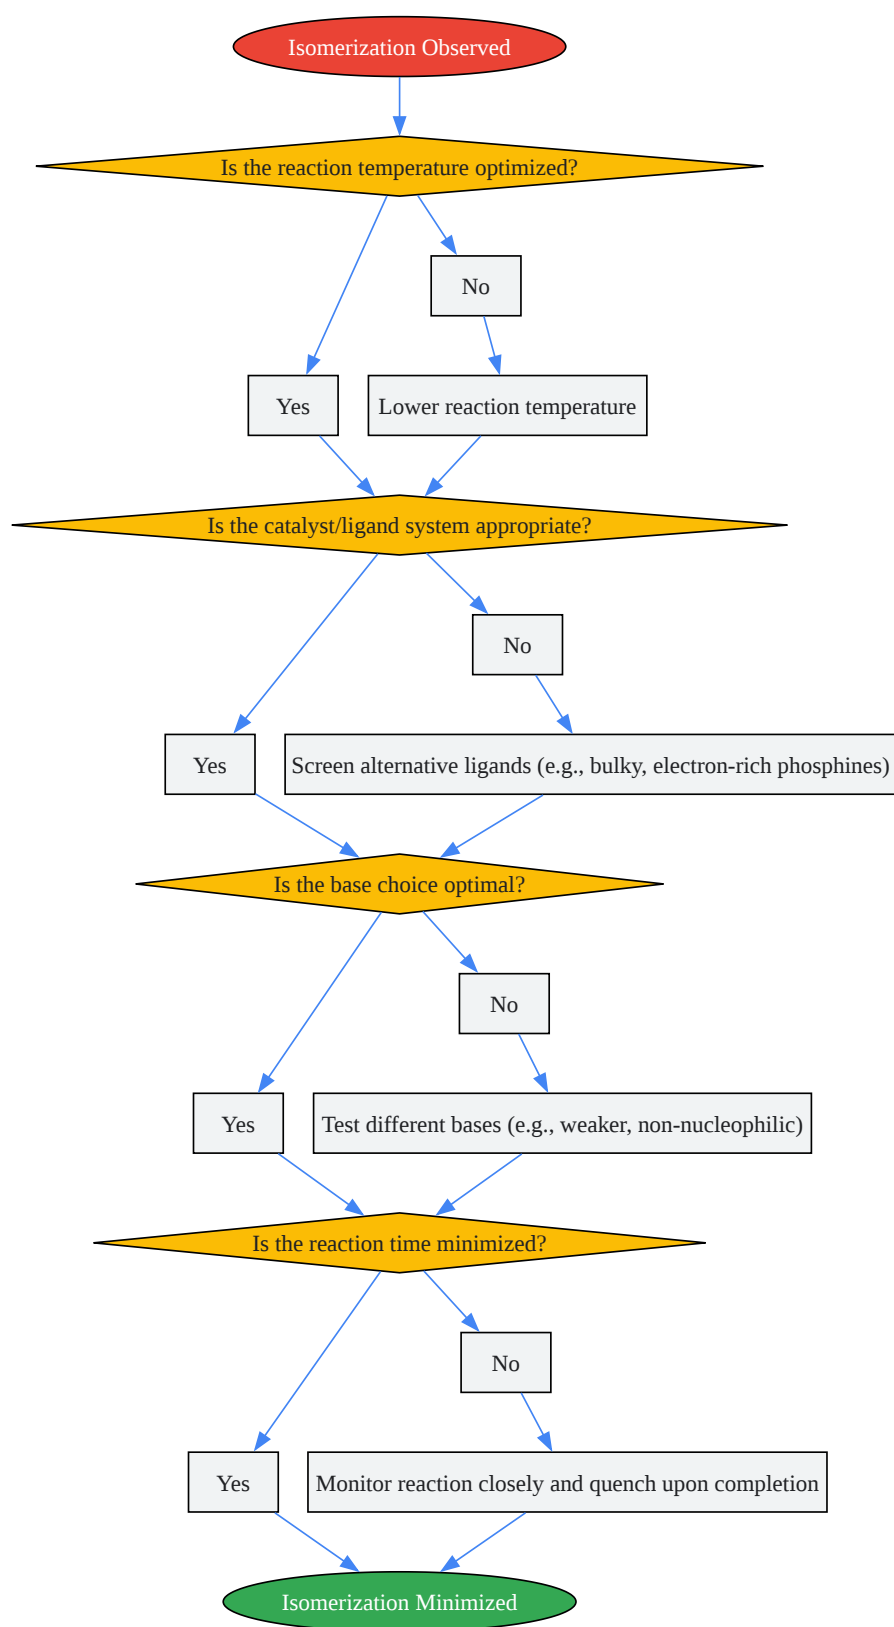 Isomerization Observed
Is the reaction temperature optimized?
No
Yes
Lower reaction temperature
Is the catalyst/ligand system appropriate?
No
Yes
Screen alternative ligands (e.g., bulky, electron-rich phosphines)
Is the base choice optimal?
No
Yes
Test different bases (e.g., weaker, non-nucleophilic)
Is the reaction time minimized?
No
Yes
Monitor reaction closely and quench upon completion
Isomerization Minimized